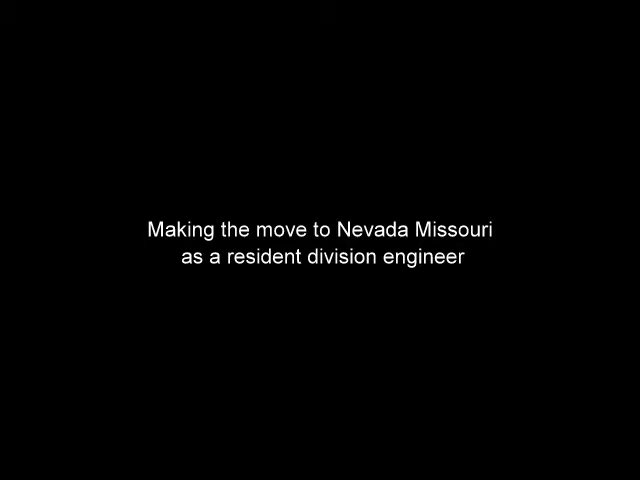 Making the move to Nevada Missouri
as a resident division engineer